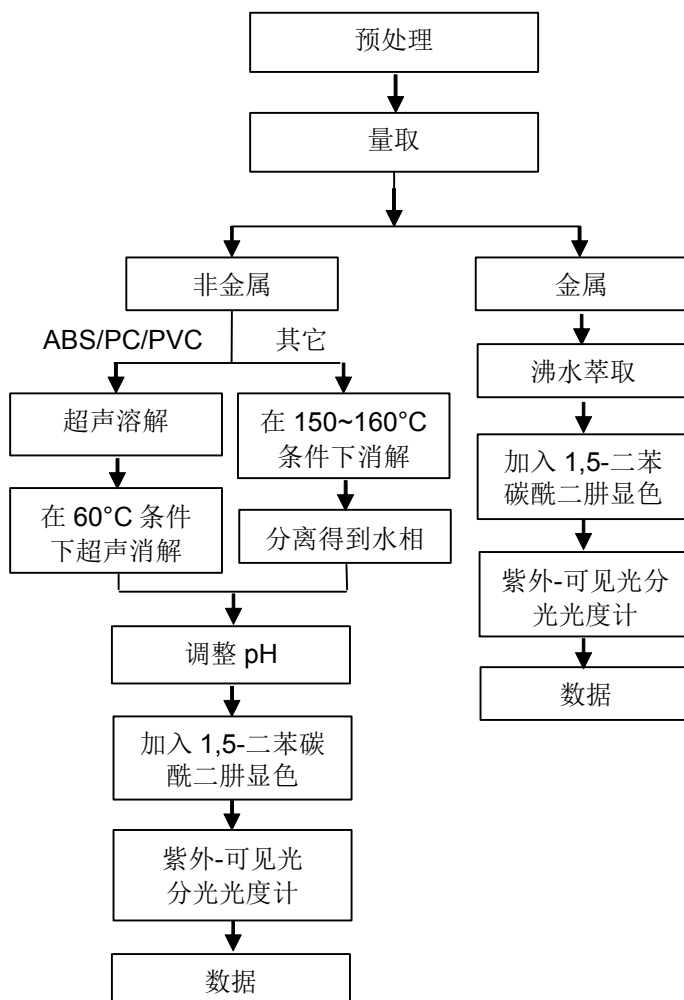 预处理
量取
非金属
金属
ABS/PC/PVC
其它
超声溶解
在 60°C 条件
下超声消解
在 150~160°C
条件下消解
分离得到水相
调整 pH
加入 1,5-二苯碳
酰二肼显色
紫外-可见光
分光光度计
数据
沸水萃取
加入 1,5-二苯
碳酰二肼显色
紫外-可见光分
光光度计
数据